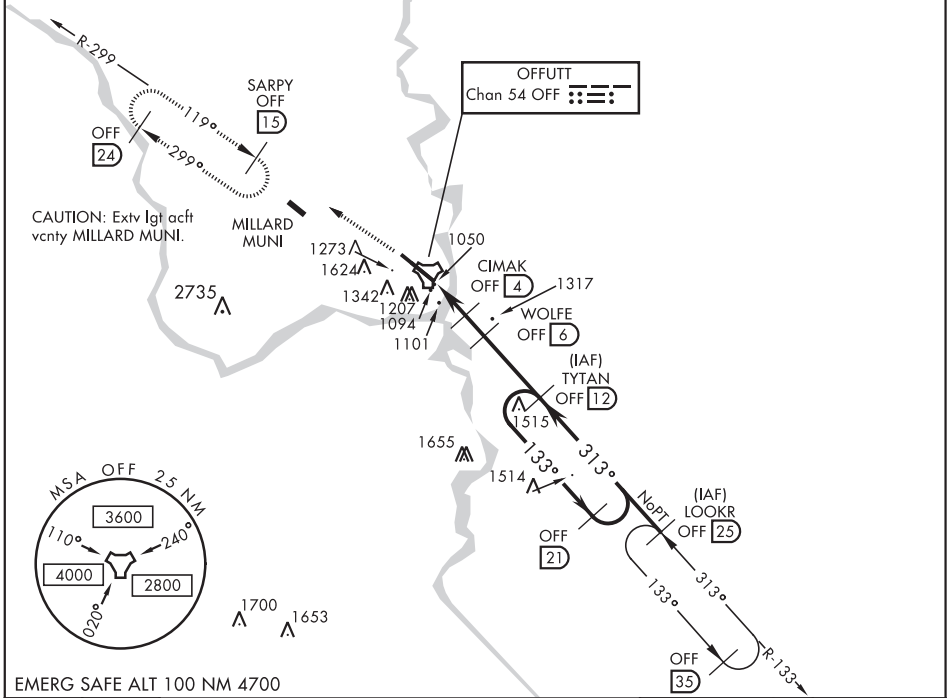 R-299
SARPY
OFF
15
119°
299°
OFF
24
OFFUTT
Chan 54 OFF
CAUTION: Extv lgt acft
vcnty MILLARD MUNI.
MILLARD
MUNI
1273
1624
1342
1207
1094
1101
1050
2735
CIMAK
OFF 4
1317
WOLFE
OFF 6
(IAF)
TYTAN
OFF 12
1515
1655
1514
133°
313°
NoPT
(IAF)
LOOKR
OFF 25
OFF
21
133°
313°
R-133
OFF
35
MSA OFF 25 NM
3600
110°
240°
4000
2800
020°
1700
1653
EMERG SAFE ALT 100 NM 4700